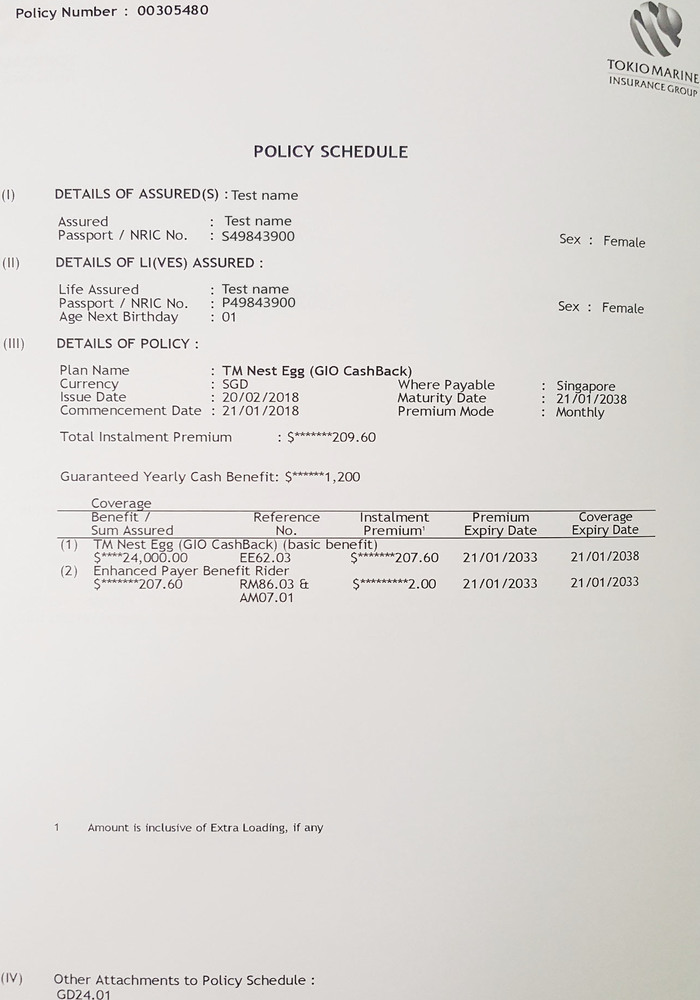 Policy Number : 00305480
TOKIO MARINE
INSURANCE GROUP
POLICY SCHEDULE
(I) DETAILS OF ASSURED(S) : Test name
Assured : Test name
Passport / NRIC No. : S49843900 Sex : Female
(II) DETAILS OF LI(VES) ASSURED :
Life Assured : Test name
Passport / NRIC No. : P49843900 Sex : Female
Age Next Birthday : 01
(III) DETAILS OF POLICY :
Plan Name : TM Nest Egg (GIO CashBack)
Currency : SGD Where Payable : Singapore
Issue Date : 20/02/2018 Maturity Date : 21/01/2038
Commencement Date : 21/01/2018 Premium Mode : Monthly
Total Instalment Premium : $*******209.60
Guaranteed Yearly Cash Benefit: $******1,200
Coverage
Benefit / Reference Instalment Premium Coverage
Sum Assured No. Premium¹ Expiry Date Expiry Date
(1) TM Nest Egg (GIO CashBack) (basic benefit)
$****24,000.00 EE62.03 $*******207.60 21/01/2033 21/01/2038
(2) Enhanced Payer Benefit Rider
$*******207.60 RM86.03 & $*********2.00 21/01/2033 21/01/2033
AM07.01
1 Amount is inclusive of Extra Loading, if any
(IV) Other Attachments to Policy Schedule :
GD24.01